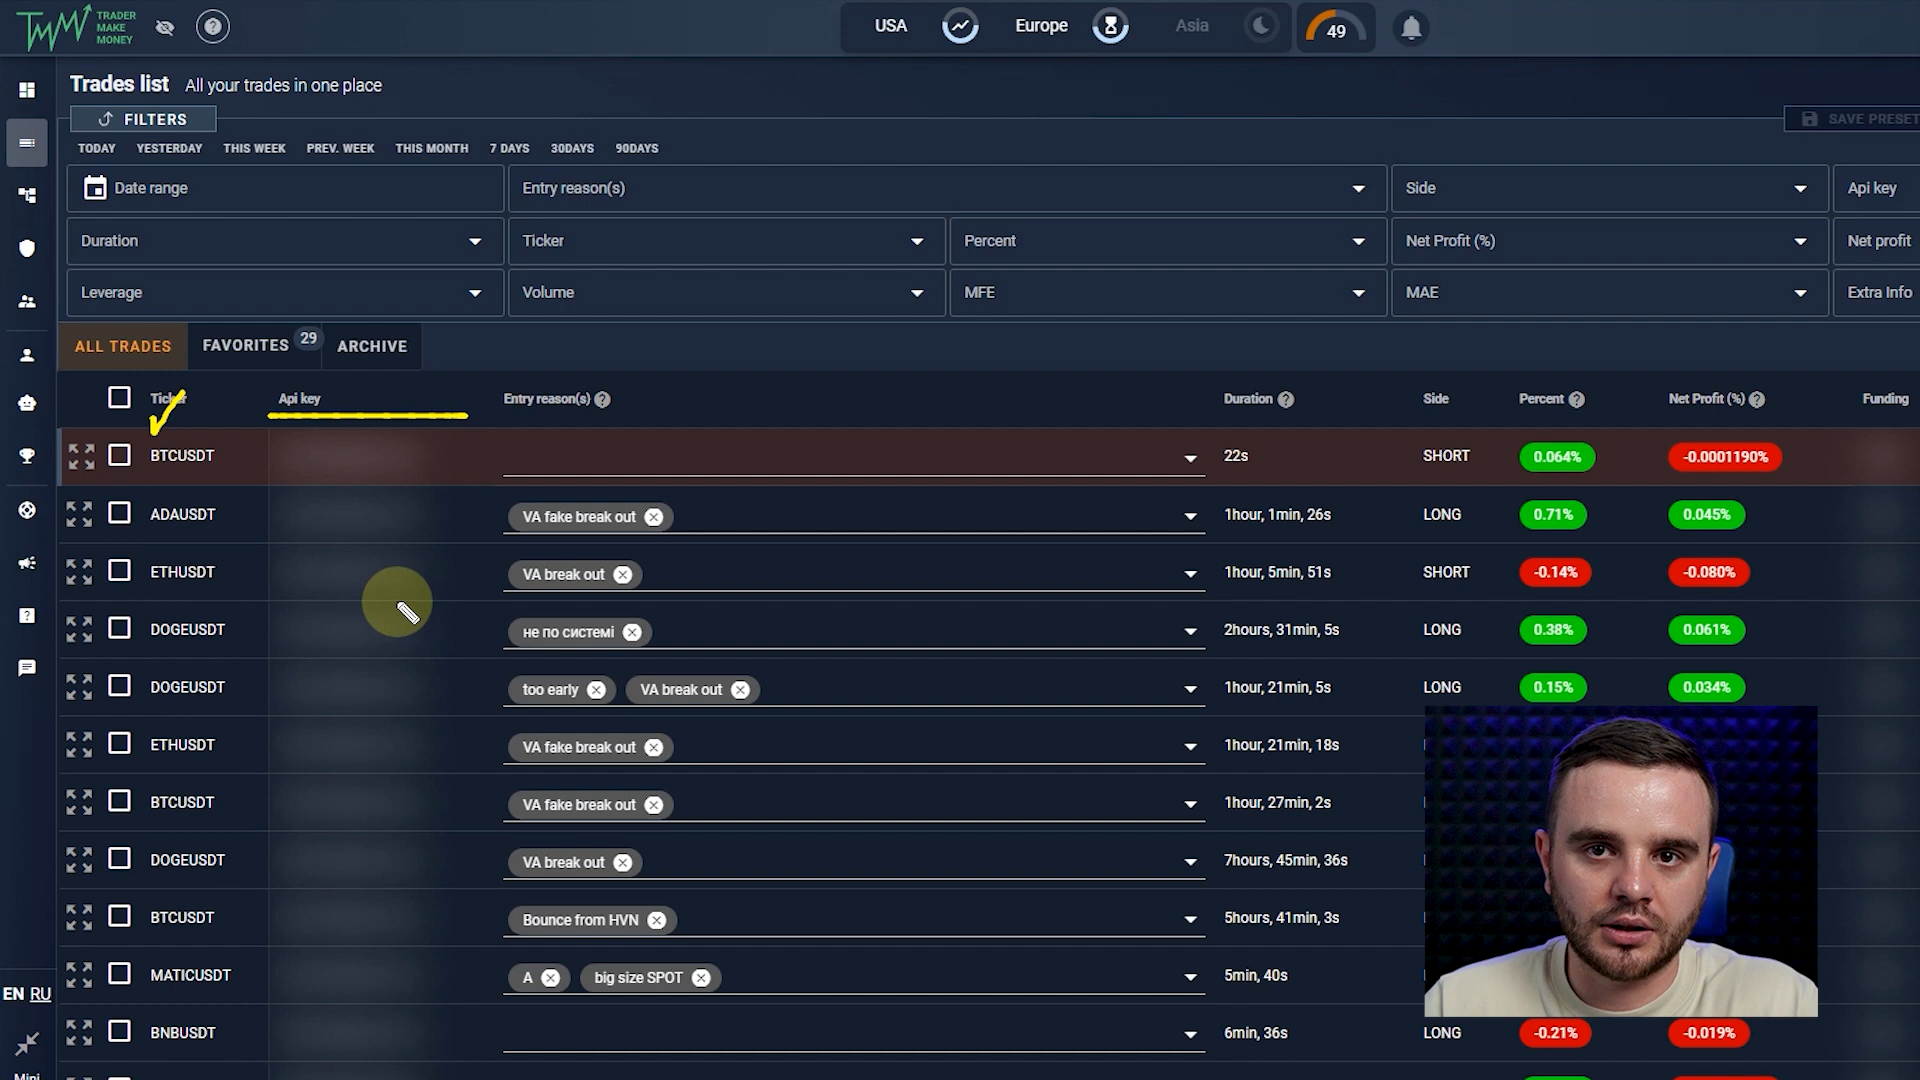 TRADER
MAKE
MONEY
USA
Europe
Asia
49
Trades list All your trades in one place
FILTERS
SAVE PRESET
TODAY YESTERDAY THIS WEEK PREV. WEEK THIS MONTH 7 DAYS 30DAYS 90DAYS
Date range Entry reason(s) Side Api key
Duration Ticker Percent Net Profit (%) Net profit
Leverage Volume MFE MAE Extra Info
ALL TRADES FAVORITES 29 ARCHIVE
Ticker Api key Entry reason(s) Duration Side Percent Net Profit (%) Funding
BTCUSDT 22s SHORT 0.064% -0.0001190%
ADAUSDT VA fake break out 1hour, 1min, 26s LONG 0.71% 0.045%
ETHUSDT VA break out 1hour, 5min, 51s SHORT -0.14% -0.080%
DOGEUSDT не по системі 2hours, 31min, 5s LONG 0.38% 0.061%
DOGEUSDT too early VA break out 1hour, 21min, 5s LONG 0.15% 0.034%
ETHUSDT VA fake break out 1hour, 21min, 18s
BTCUSDT VA fake break out 1hour, 27min, 2s
DOGEUSDT VA break out 7hours, 45min, 36s
BTCUSDT Bounce from HVN 5hours, 41min, 3s
MATICUSDT A big size SPOT 5min, 40s
EN RU
BNBUSDT 6min, 36s LONG -0.21% -0.019%
Mini